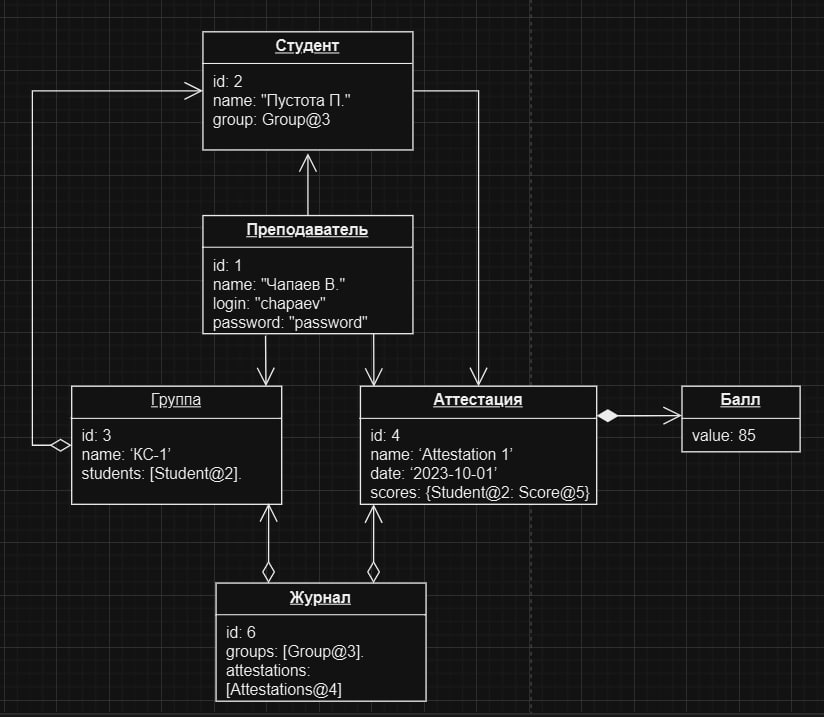 Студент
id: 2
name: "Пустота П."
group: Group@3
Преподаватель
id: 1
name: "Чапаев В."
login: "chapaev"
password: "password"
Группа
id: 3
name: ‘КС-1’
students: [Student@2].
Аттестация
id: 4
name: ‘Attestation 1’
date: ‘2023-10-01’
scores: {Student@2: Score@5}
Балл
value: 85
Журнал
id: 6
groups: [Group@3].
attestations:
[Attestations@4]